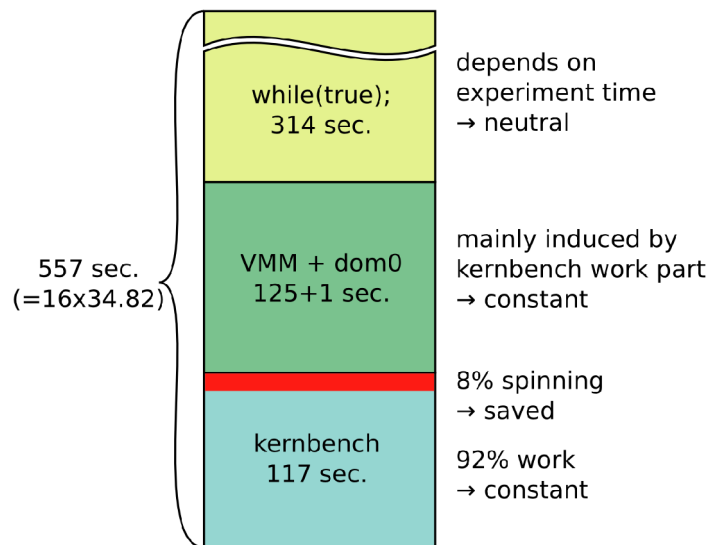 depends on
experiment time
→ neutral
while(true);
314 sec.
557 sec.
(=16x34.82)
VMM + dom0
125+1 sec.
mainly induced by
kernbench work part
→ constant
8% spinning
→ saved
kernbench
117 sec.
92% work
→ constant